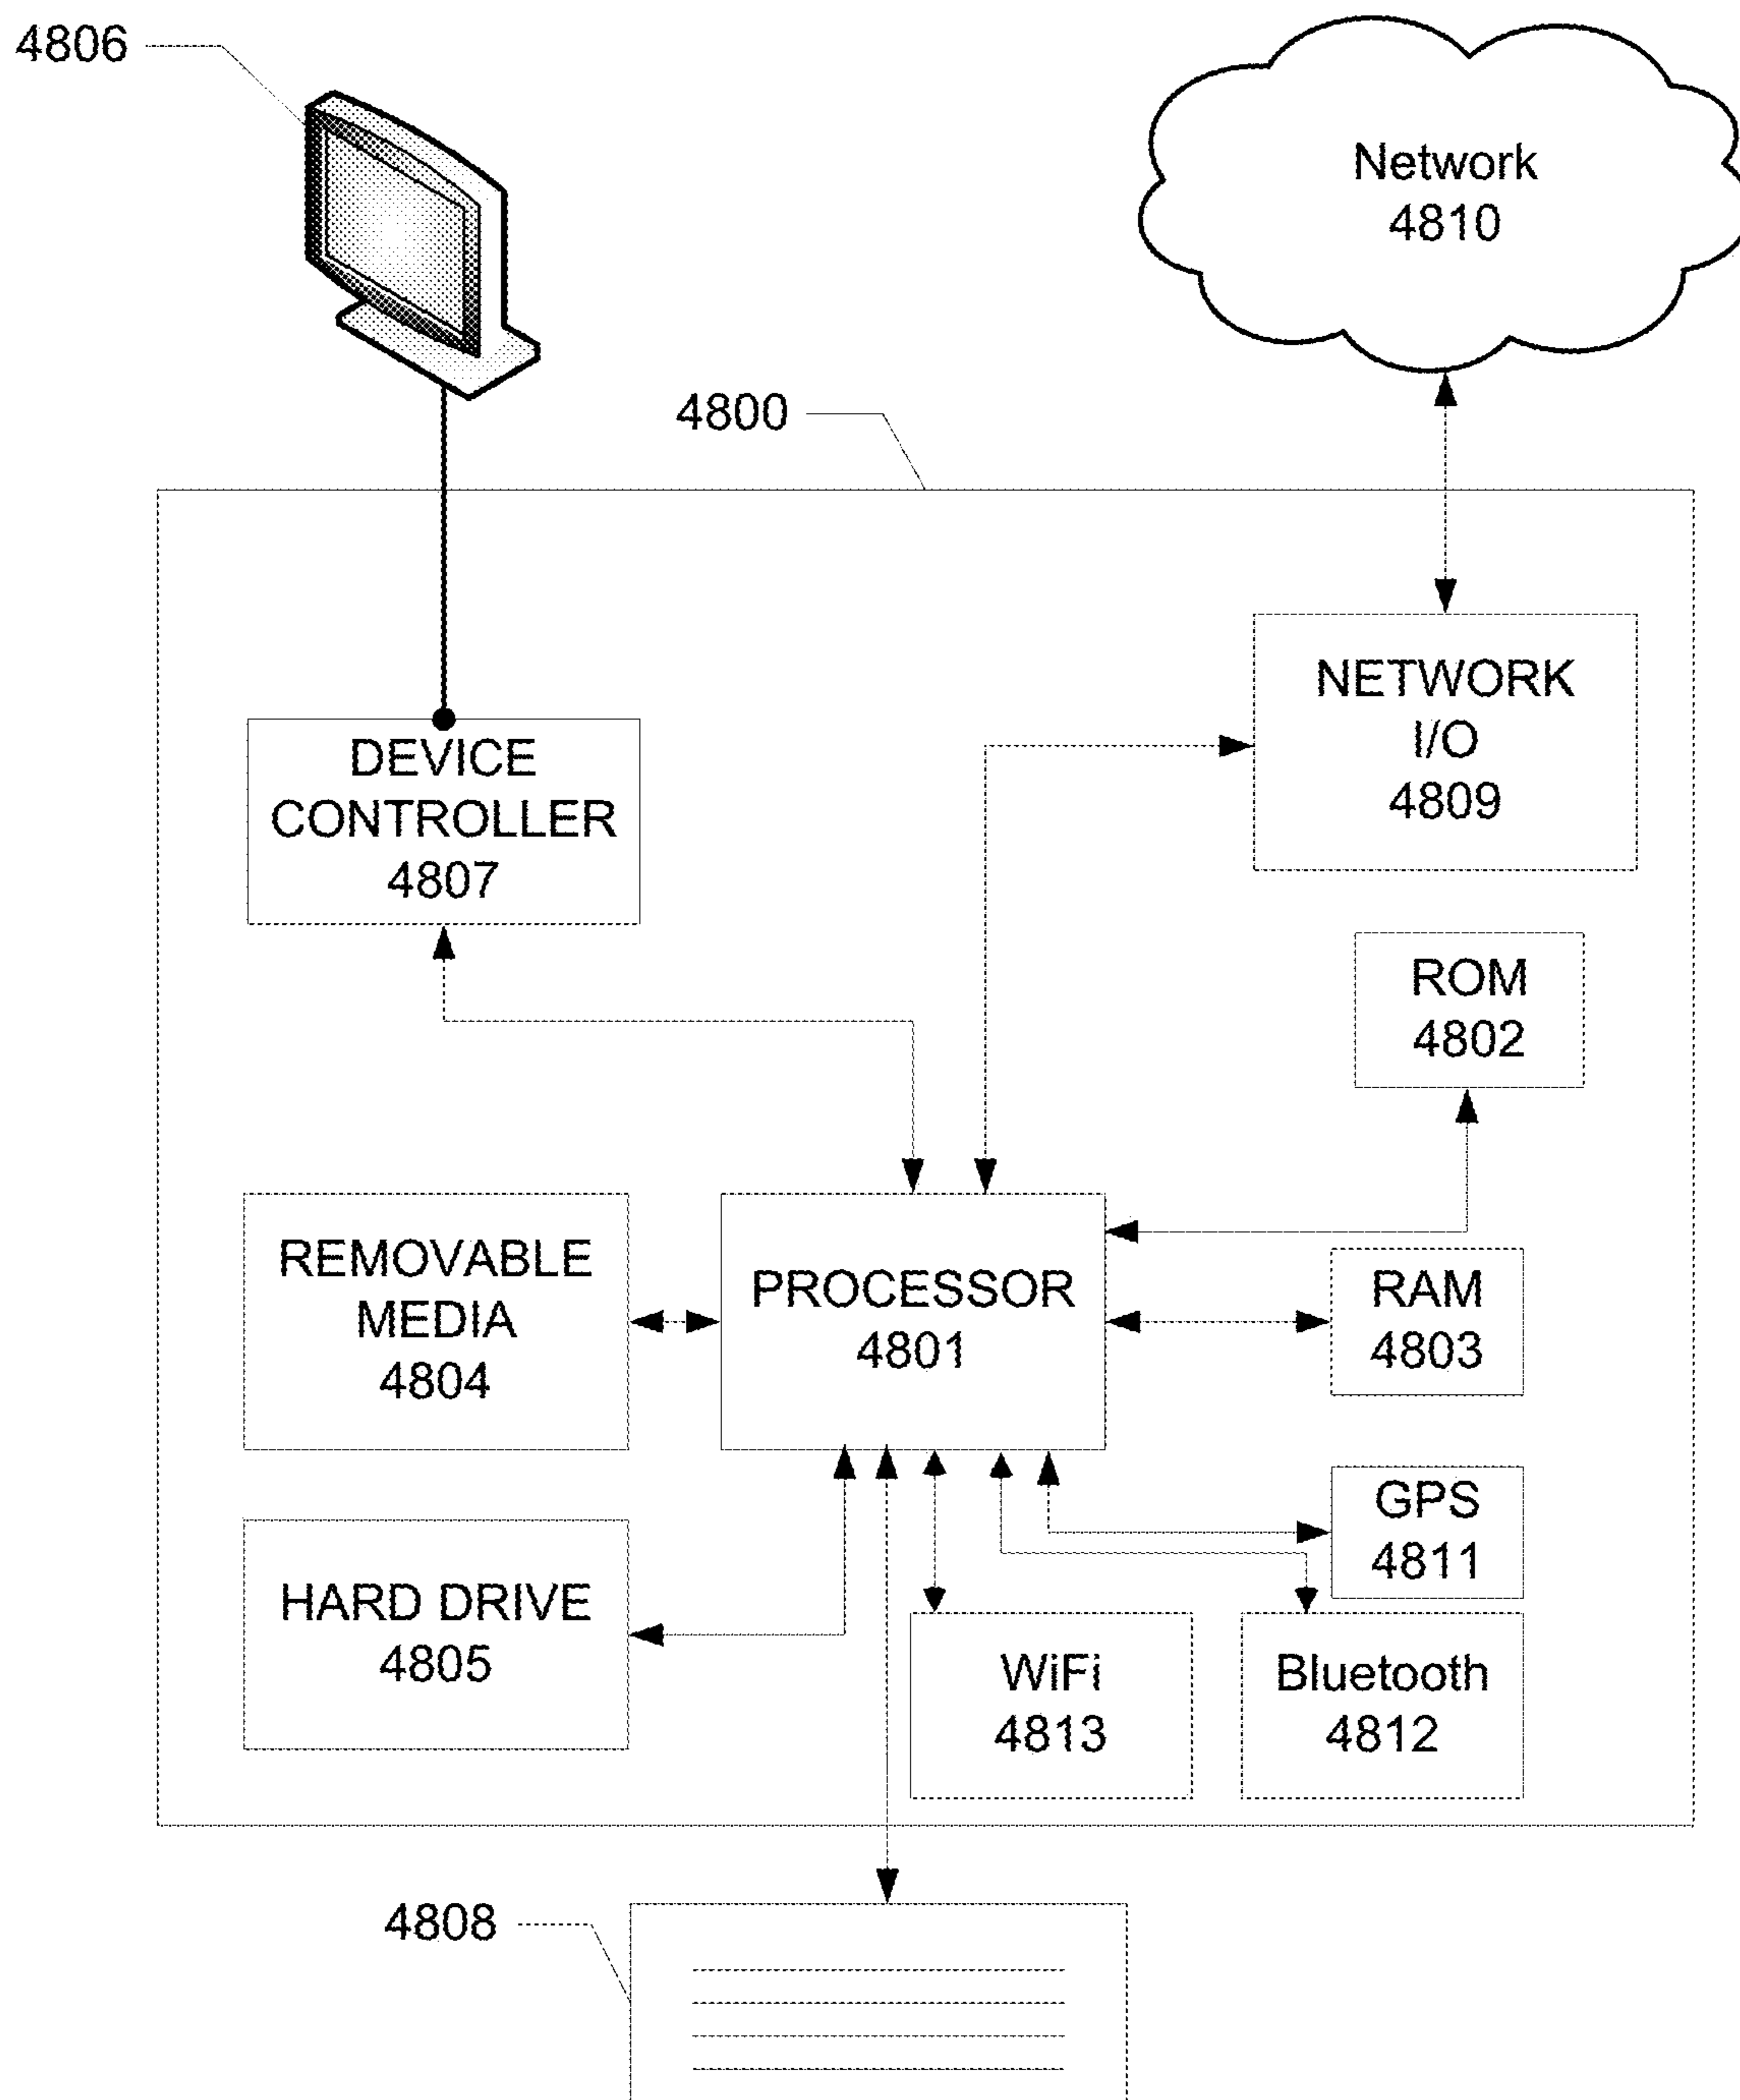 4806
Network
4810
4800
NETWORK
I/O
4809
DEVICE
CONTROLLER
4807
ROM
4802
REMOVABLE
MEDIA
4804
PROCESSOR
4801
RAM
4803
GPS
4811
HARD DRIVE
4805
WiFi
4813
Bluetooth
4812
4808